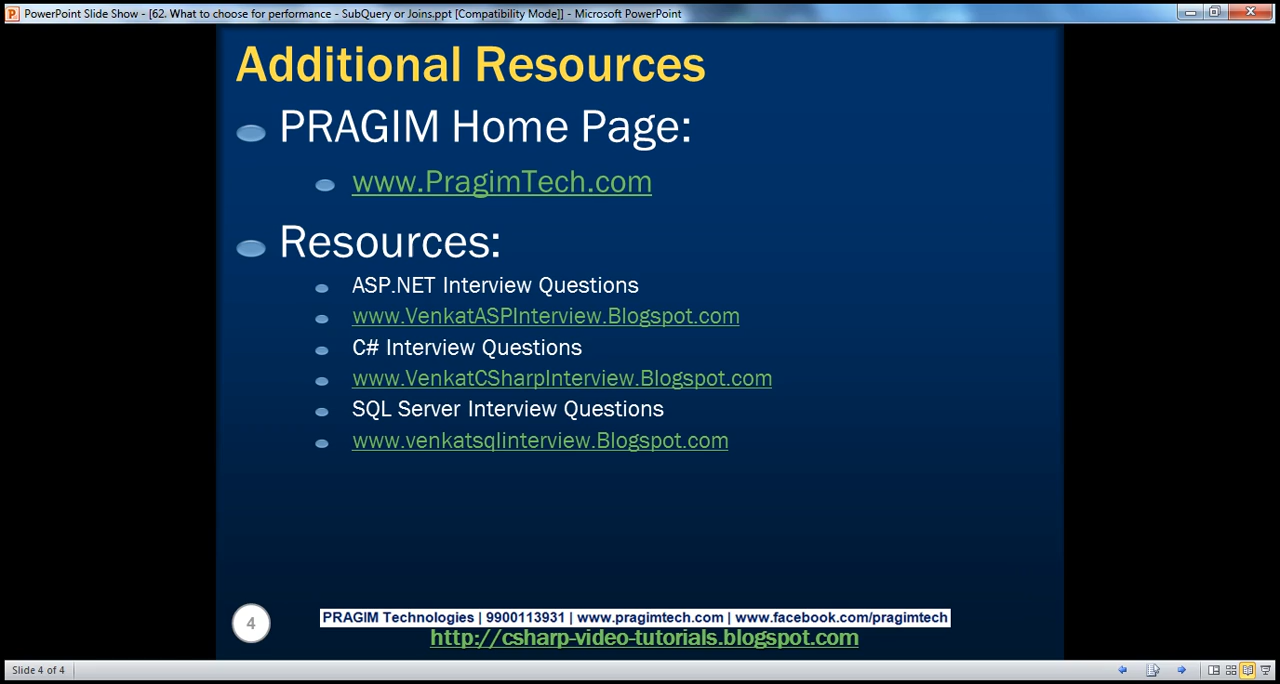 PowerPoint Slide Show - [62. What to choose for performance - SubQuery or Joins.ppt [Compatibility Mode]] - Microsoft PowerPoint
Additional Resources
PRAGIM Home Page:
www.PragimTech.com
Resources:
ASP.NET Interview Questions
www.VenkatASPInterview.Blogspot.com
C# Interview Questions
www.VenkatCSharpInterview.Blogspot.com
SQL Server Interview Questions
www.venkatsqlinterview.Blogspot.com
4
PRAGIM Technologies | 9900113931 | www.pragimtech.com | www.facebook.com/pragimtech
http://csharp-video-tutorials.blogspot.com
Slide 4 of 4